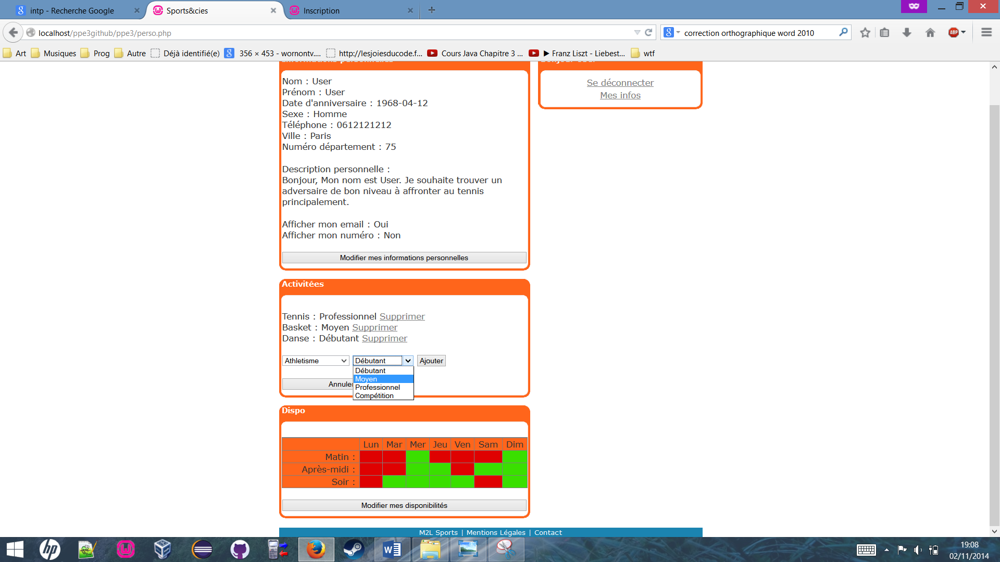 intp - Recherche Google
Sports&cies
Inscription
localhost/ppe3github/ppe3/perso.php
correction orthographique word 2010
ABP
Art
Musiques
Prog
Autre
Déjà identifié(e)
356 × 453 - wornontv....
http://lesjoiesducode.f...
Cours Java Chapitre 3 ...
▶ Franz Liszt - Liebest...
wtf
Nom : User
Prénom : User
Date d'anniversaire : 1968-04-12
Sexe : Homme
Téléphone : 0612121212
Ville : Paris
Numéro département : 75
Description personnelle :
Bonjour, Mon nom est User. Je souhaite trouver un
adversaire de bon niveau à affronter au tennis
principalement.
Afficher mon email : Oui
Afficher mon numéro : Non
Modifier mes informations personnelles
Se déconnecter
Mes infos
Activitées
Tennis : Professionnel Supprimer
Basket : Moyen Supprimer
Danse : Débutant Supprimer
Athletisme Débutant Ajouter
Débutant
Moyen
Professionnel
Compétition
Annuler
Dispo
Lun Mar Mer Jeu Ven Sam Dim
Matin :
Après-midi :
Soir :
Modifier mes disponibilités
M2L Sports | Mentions Légales | Contact
19:08
02/11/2014